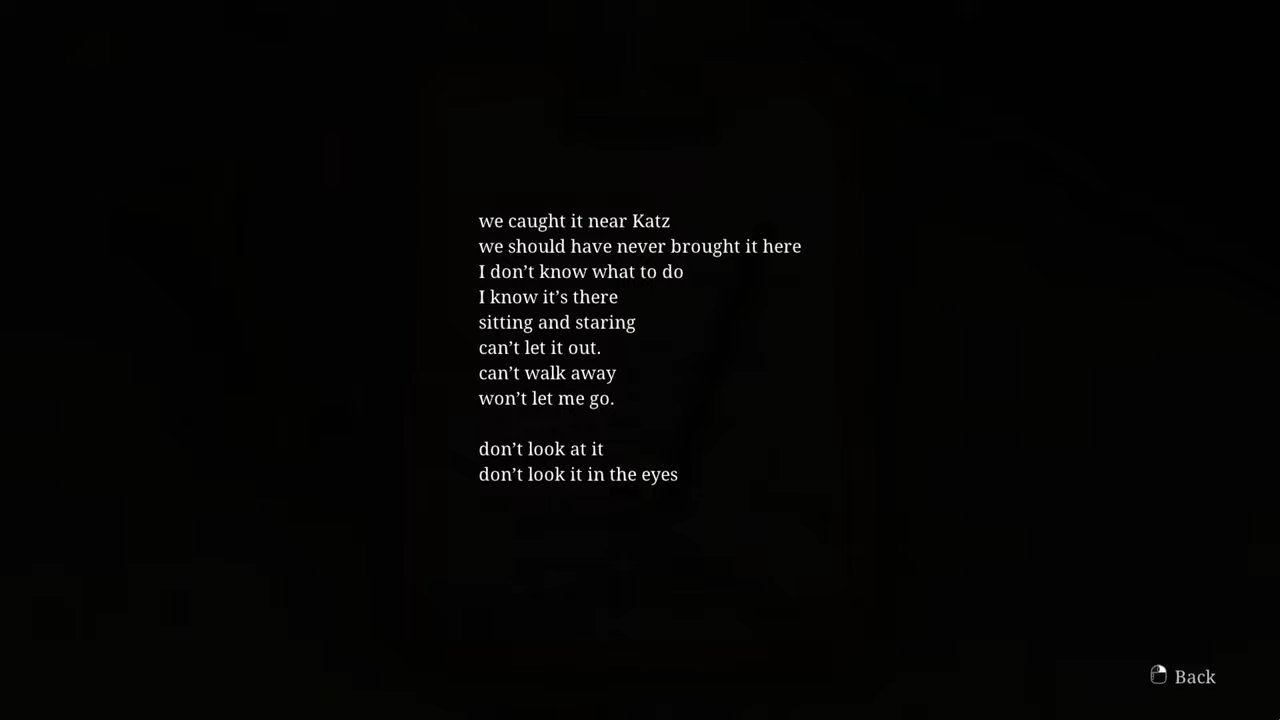 we caught it near Katz
we should have never brought it here
I don’t know what to do
I know it’s there
sitting and staring
can’t let it out.
can’t walk away
won’t let me go.
don’t look at it
don’t look it in the eyes
Back